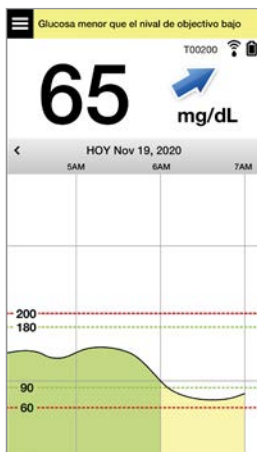 Glucosa menor que el nival de objectivo bajo
T00200
65
mg/dL
< HOY Nov 19, 2020
5AM 6AM 7AM
200
180
90
60